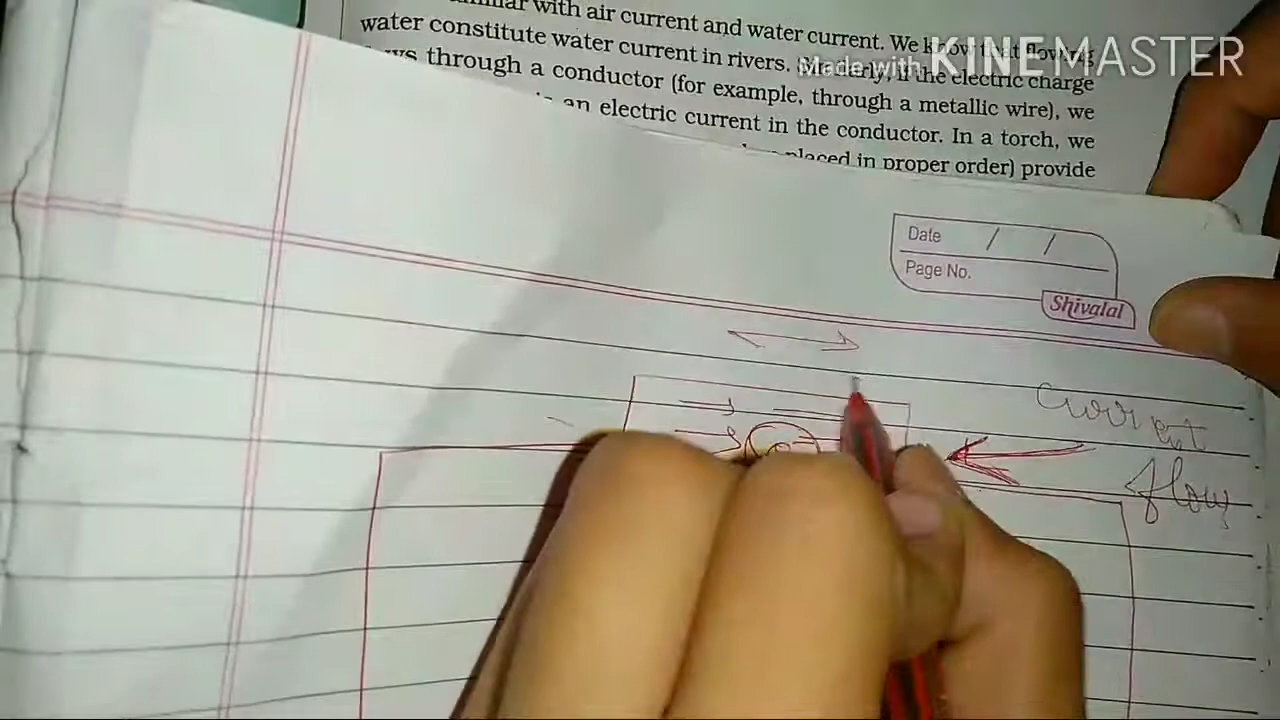 with air current and water current. We know that flowing
water constitute water current in rivers. Similarly, if the electric charge
through a conductor (for example, through a metallic wire), we
an electric current in the conductor. In a torch, we
placed in proper order) provide
Made with KINEMASTER
Date / /
Page No.
Shivalal
Current
flow